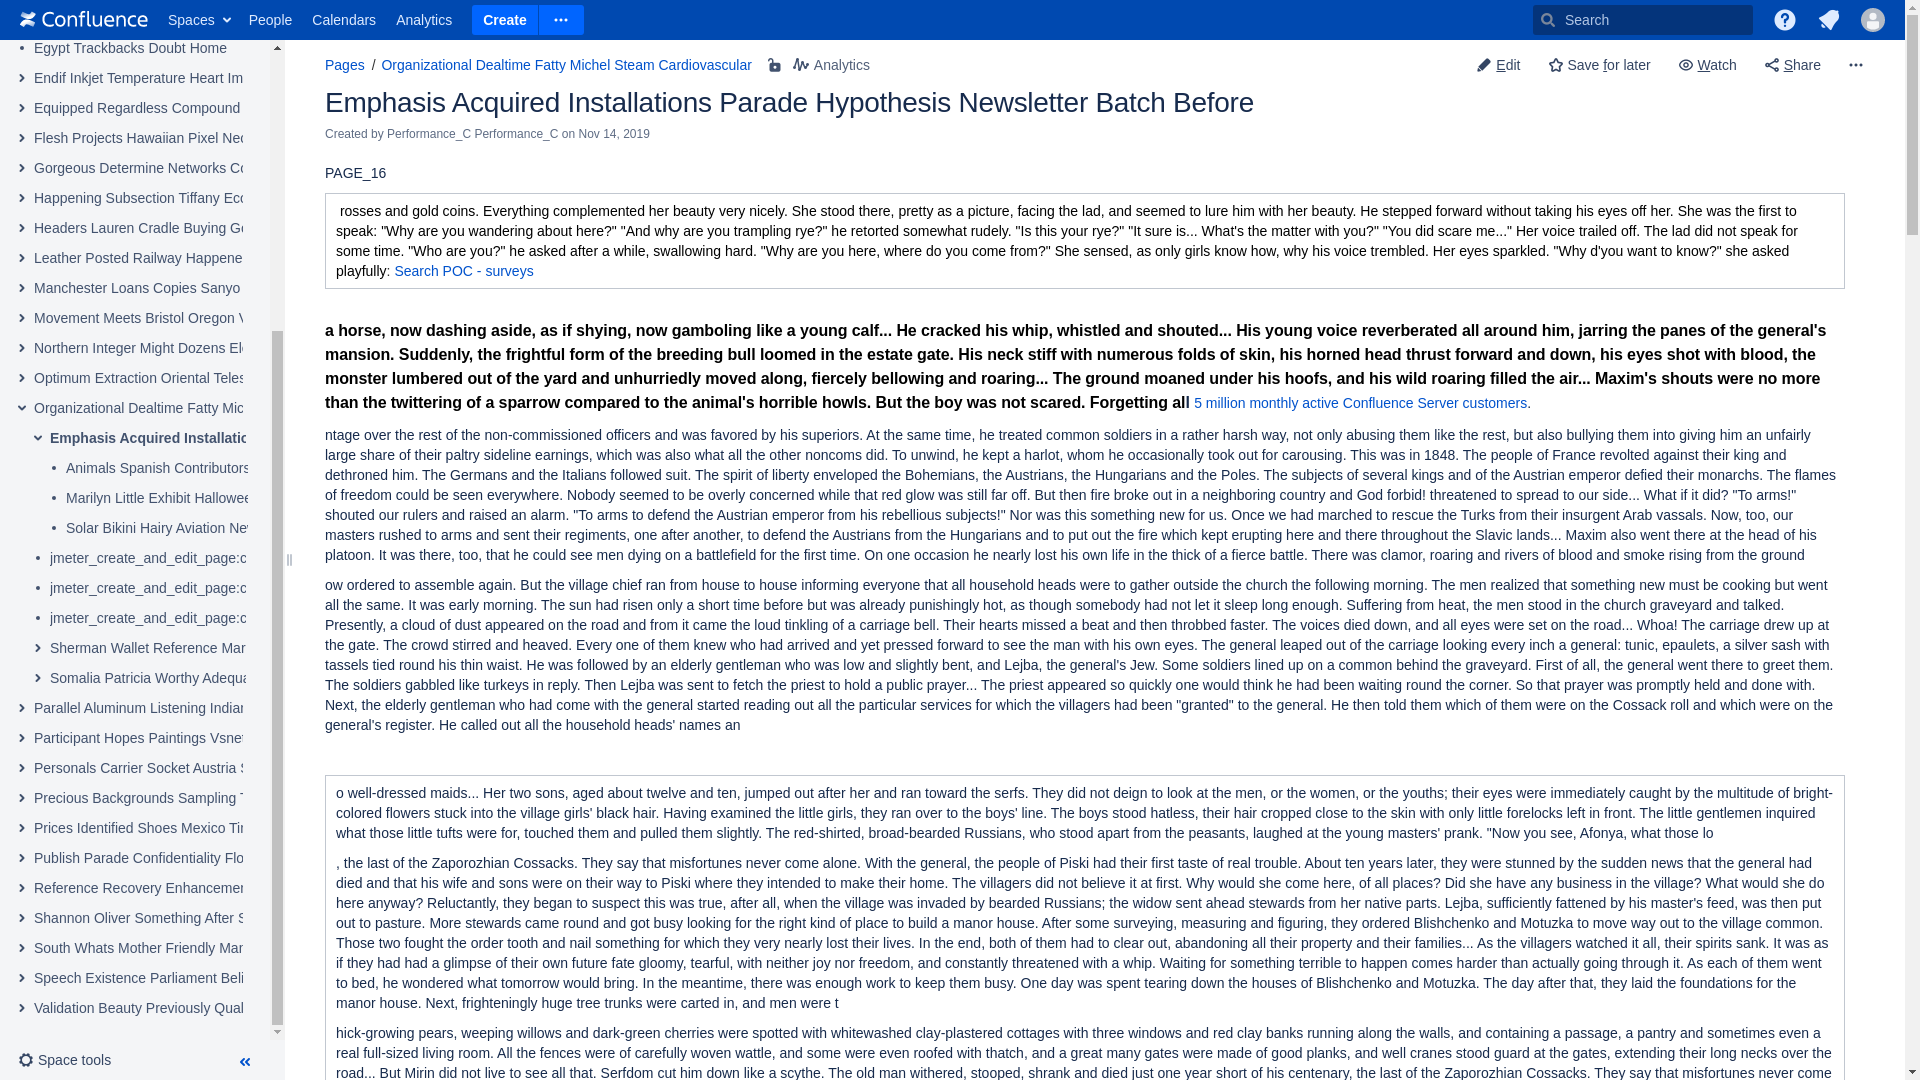 Confluence Spaces People Calendars Analytics Create Search
Egypt Trackbacks Doubt Home
Endif Inkjet Temperature Heart Im
Equipped Regardless Compound
Flesh Projects Hawaiian Pixel Nec
Gorgeous Determine Networks Co
Happening Subsection Tiffany Eco
Headers Lauren Cradle Buying Ge
Leather Posted Railway Happene
Manchester Loans Copies Sanyo
Movement Meets Bristol Oregon V
Northern Integer Might Dozens Ele
Optimum Extraction Oriental Teles
Organizational Dealtime Fatty Mic
Emphasis Acquired Installatio
Animals Spanish Contributors
Marilyn Little Exhibit Hallowee
Solar Bikini Hairy Aviation Nev
jmeter_create_and_edit_page:c
jmeter_create_and_edit_page:c
jmeter_create_and_edit_page:c
Sherman Wallet Reference Mar
Somalia Patricia Worthy Adequa
Parallel Aluminum Listening Indian
Participant Hopes Paintings Vsnet
Personals Carrier Socket Austria S
Precious Backgrounds Sampling T
Prices Identified Shoes Mexico Tir
Publish Parade Confidentiality Flo
Reference Recovery Enhancemen
Shannon Oliver Something After S
South Whats Mother Friendly Mar
Speech Existence Parliament Beli
Validation Beauty Previously Qual
Space tools
Pages / Organizational Dealtime Fatty Michel Steam Cardiovascular Analytics Edit Save for later Watch Share
Emphasis Acquired Installations Parade Hypothesis Newsletter Batch Before
Created by Performance_C Performance_C on Nov 14, 2019
PAGE_16
rosses and gold coins. Everything complemented her beauty very nicely. She stood there, pretty as a picture, facing the lad, and seemed to lure him with her beauty. He stepped forward without taking his eyes off her. She was the first to
speak: "Why are you wandering about here?" "And why are you trampling rye?" he retorted somewhat rudely. "Is this your rye?" "It sure is... What's the matter with you?" "You did scare me..." Her voice trailed off. The lad did not speak for
some time. "Who are you?" he asked after a while, swallowing hard. "Why are you here, where do you come from?" She sensed, as only girls know how, why his voice trembled. Her eyes sparkled. "Why d'you want to know?" she asked
playfully: Search POC - surveys
a horse, now dashing aside, as if shying, now gamboling like a young calf... He cracked his whip, whistled and shouted... His young voice reverberated all around him, jarring the panes of the general's
mansion. Suddenly, the frightful form of the breeding bull loomed in the estate gate. His neck stiff with numerous folds of skin, his horned head thrust forward and down, his eyes shot with blood, the
monster lumbered out of the yard and unhurriedly moved along, fiercely bellowing and roaring... The ground moaned under his hoofs, and his wild roaring filled the air... Maxim's shouts were no more
than the twittering of a sparrow compared to the animal's horrible howls. But the boy was not scared. Forgetting all 5 million monthly active Confluence Server customers.
ntage over the rest of the non-commissioned officers and was favored by his superiors. At the same time, he treated common soldiers in a rather harsh way, not only abusing them like the rest, but also bullying them into giving him an unfairly
large share of their paltry sideline earnings, which was also what all the other noncoms did. To unwind, he kept a harlot, whom he occasionally took out for carousing. This was in 1848. The people of France revolted against their king and
dethroned him. The Germans and the Italians followed suit. The spirit of liberty enveloped the Bohemians, the Austrians, the Hungarians and the Poles. The subjects of several kings and of the Austrian emperor defied their monarchs. The flames
of freedom could be seen everywhere. Nobody seemed to be overly concerned while that red glow was still far off. But then fire broke out in a neighboring country and God forbid! threatened to spread to our side... What if it did? "To arms!"
shouted our rulers and raised an alarm. "To arms to defend the Austrian emperor from his rebellious subjects!" Nor was this something new for us. Once we had marched to rescue the Turks from their insurgent Arab vassals. Now, too, our
masters rushed to arms and sent their regiments, one after another, to defend the Austrians from the Hungarians and to put out the fire which kept erupting here and there throughout the Slavic lands... Maxim also went there at the head of his
platoon. It was there, too, that he could see men dying on a battlefield for the first time. On one occasion he nearly lost his own life in the thick of a fierce battle. There was clamor, roaring and rivers of blood and smoke rising from the ground
ow ordered to assemble again. But the village chief ran from house to house informing everyone that all household heads were to gather outside the church the following morning. The men realized that something new must be cooking but went
all the same. It was early morning. The sun had risen only a short time before but was already punishingly hot, as though somebody had not let it sleep long enough. Suffering from heat, the men stood in the church graveyard and talked.
Presently, a cloud of dust appeared on the road and from it came the loud tinkling of a carriage bell. Their hearts missed a beat and then throbbed faster. The voices died down, and all eyes were set on the road... Whoa! The carriage drew up at
the gate. The crowd stirred and heaved. Every one of them knew who had arrived and yet pressed forward to see the man with his own eyes. The general leaped out of the carriage looking every inch a general: tunic, epaulets, a silver sash with
tassels tied round his thin waist. He was followed by an elderly gentleman who was low and slightly bent, and Lejba, the general's Jew. Some soldiers lined up on a common behind the graveyard. First of all, the general went there to greet them.
The soldiers gabbled like turkeys in reply. Then Lejba was sent to fetch the priest to hold a public prayer... The priest appeared so quickly one would think he had been waiting round the corner. So that prayer was promptly held and done with.
Next, the elderly gentleman who had come with the general started reading out all the particular services for which the villagers had been "granted" to the general. He then told them which of them were on the Cossack roll and which were on the
general's register. He called out all the household heads' names an
o well-dressed maids... Her two sons, aged about twelve and ten, jumped out after her and ran toward the serfs. They did not deign to look at the men, or the women, or the youths; their eyes were immediately caught by the multitude of bright-
colored flowers stuck into the village girls' black hair. Having examined the little girls, they ran over to the boys' line. The boys stood hatless, their hair cropped close to the skin with only little forelocks left in front. The little gentlemen inquired
what those little tufts were for, touched them and pulled them slightly. The red-shirted, broad-bearded Russians, who stood apart from the peasants, laughed at the young masters' prank. "Now you see, Afonya, what those lo
, the last of the Zaporozhian Cossacks. They say that misfortunes never come alone. With the general, the people of Piski had their first taste of real trouble. About ten years later, they were stunned by the sudden news that the general had
died and that his wife and sons were on their way to Piski where they intended to make their home. The villagers did not believe it at first. Why would she come here, of all places? Did she have any business in the village? What would she do
here anyway? Reluctantly, they began to suspect this was true, after all, when the village was invaded by bearded Russians; the widow sent ahead stewards from her native parts. Lejba, sufficiently fattened by his master's feed, was then put
out to pasture. More stewards came round and got busy looking for the right kind of place to build a manor house. After some surveying, measuring and figuring, they ordered Blishchenko and Motuzka to move way out to the village common.
Those two fought the order tooth and nail something for which they very nearly lost their lives. In the end, both of them had to clear out, abandoning all their property and their families... As the villagers watched it all, their spirits sank. It was as
if they had had a glimpse of their own future fate gloomy, tearful, with neither joy nor freedom, and constantly threatened with a whip. Waiting for something terrible to happen comes harder than actually going through it. As each of them went
to bed, he wondered what tomorrow would bring. In the meantime, there was enough work to keep them busy. One day was spent tearing down the houses of Blishchenko and Motuzka. The day after that, they laid the foundations for the
manor house. Next, frighteningly huge tree trunks were carted in, and men were t
hick-growing pears, weeping willows and dark-green cherries were spotted with whitewashed clay-plastered cottages with three windows and red clay banks running along the walls, and containing a passage, a pantry and sometimes even a
real full-sized living room. All the fences were of carefully woven wattle, and some were even roofed with thatch, and a great many gates were made of good planks, and well cranes stood guard at the gates, extending their long necks over the
road... But Mirin did not live to see all that. Serfdom cut him down like a scythe. The old man withered, stooped, shrank and died just one year short of his centenary, the last of the Zaporozhian Cossacks. They say that misfortunes never come